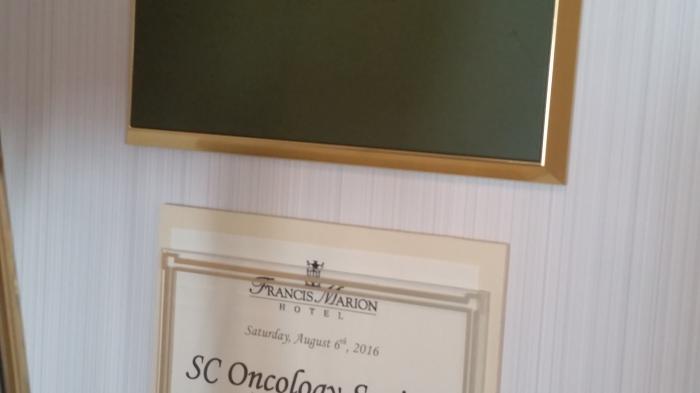 FRANCIS MARION
HOTEL
Saturday, August 6th, 2016
SC Oncology